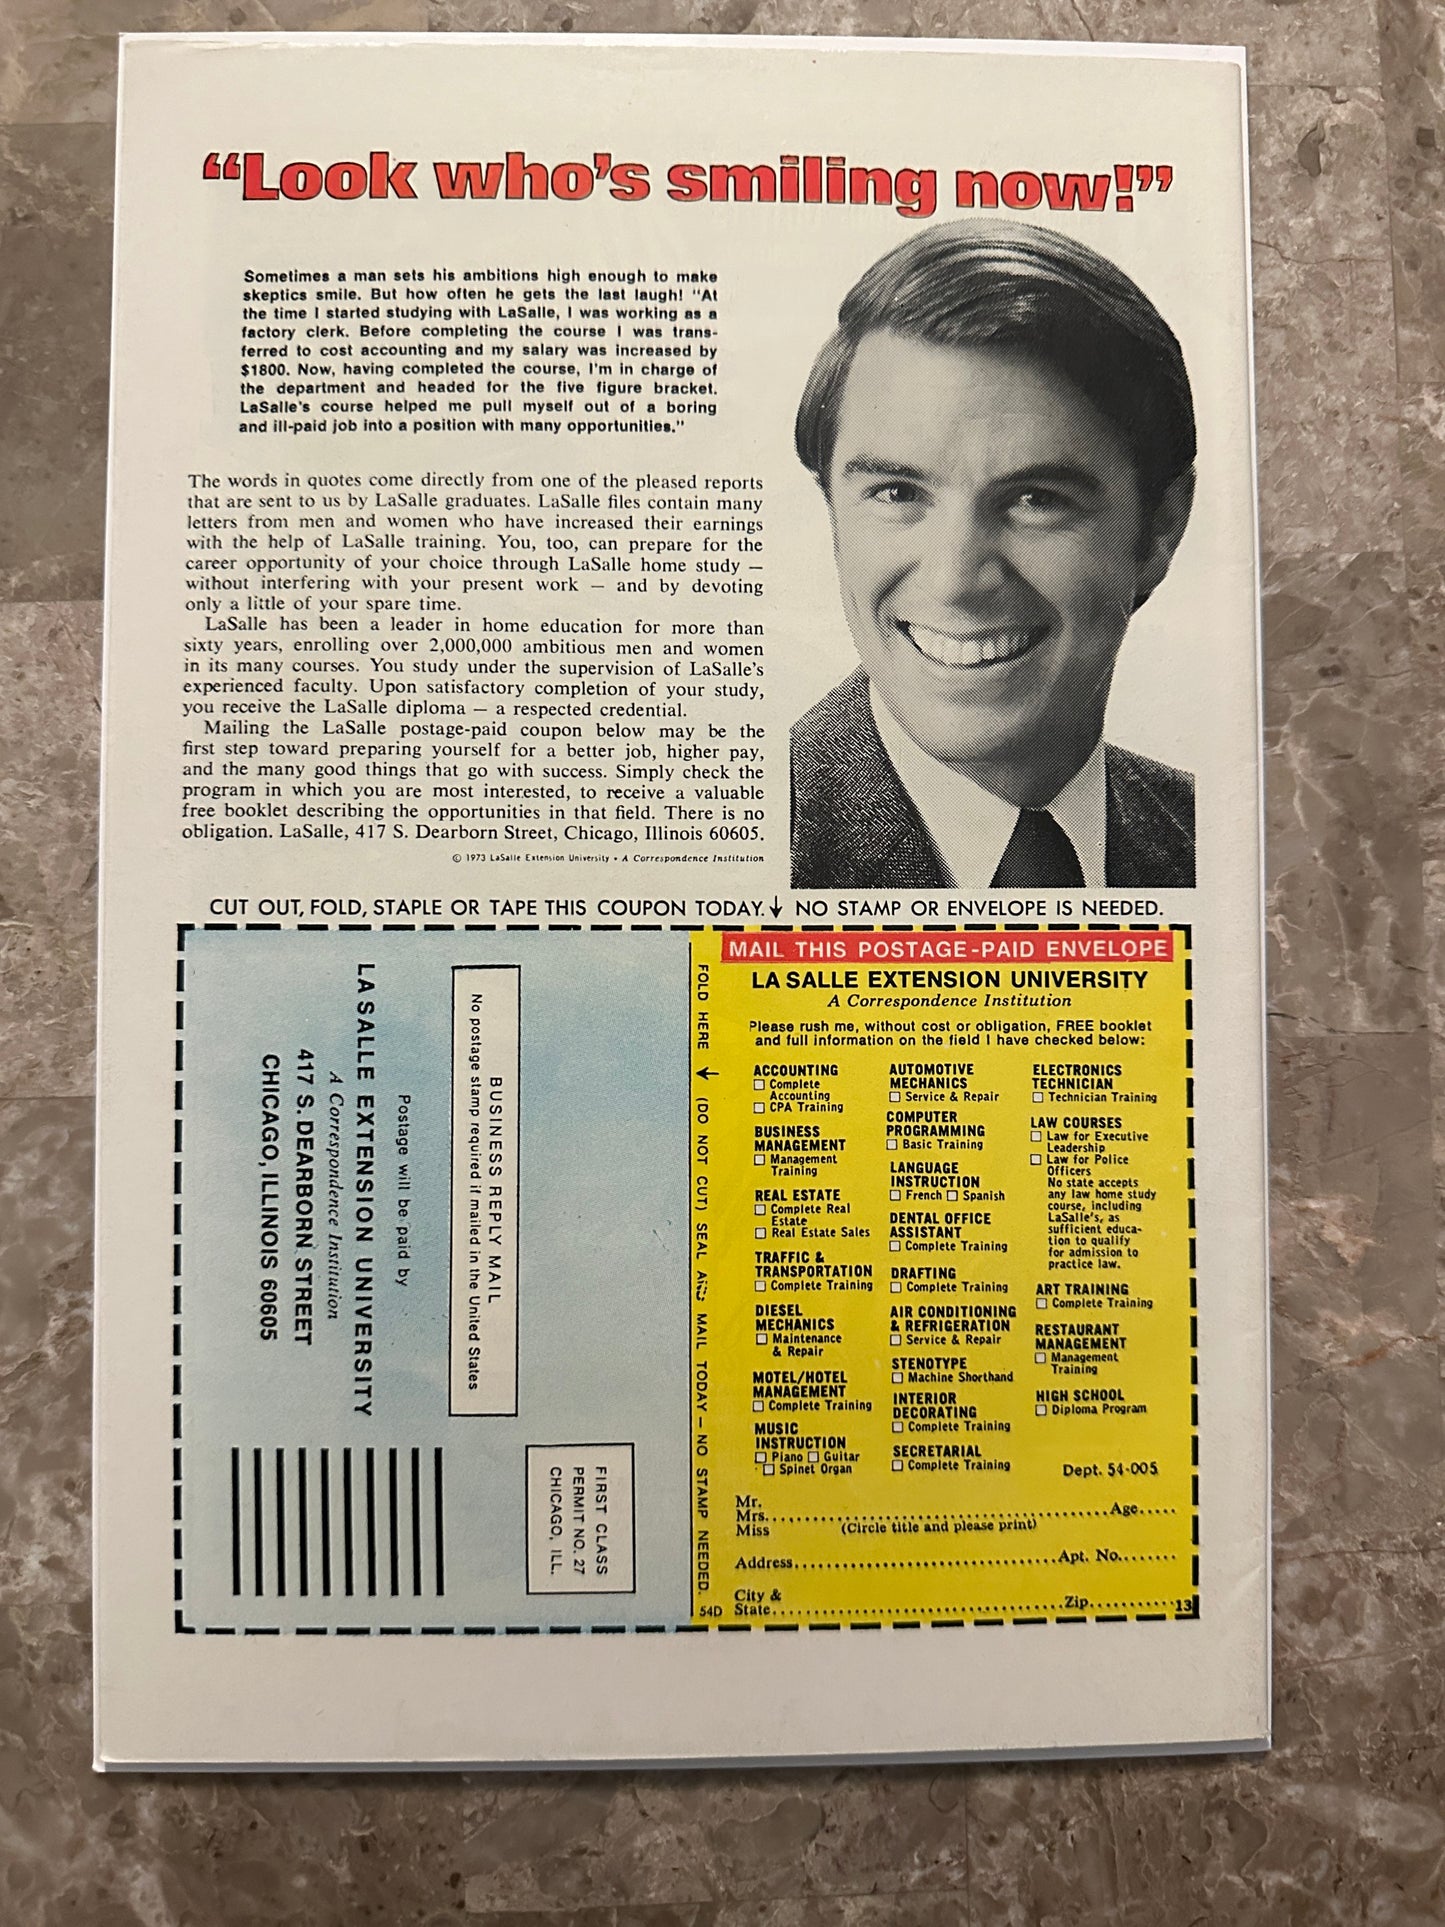 “Look who’s smiling now!”
Sometimes a man sets his ambitions high enough to make
skeptics smile. But how often he gets the last laugh! "At
the time I started studying with LaSalle, I was working as a
factory clerk. Before completing the course I was trans-
ferred to cost accounting and my salary was increased by
$1800. Now, having completed the course, I'm in charge of
the department and headed for the five figure bracket.
LaSalle's course helped me pull myself out of a boring
and ill-paid job into a position with many opportunities."
The words in quotes come directly from one of the pleased reports
that are sent to us by LaSalle graduates. LaSalle files contain many
letters from men and women who have increased their earnings
with the help of LaSalle training. You, too, can prepare for the
career opportunity of your choice through LaSalle home study —
without interfering with your present work — and by devoting
only a little of your spare time.
LaSalle has been a leader in home education for more than
sixty years, enrolling over 2,000,000 ambitious men and women
in its many courses. You study under the supervision of LaSalle's
experienced faculty. Upon satisfactory completion of your study,
you receive the LaSalle diploma — a respected credential.
Mailing the LaSalle postage-paid coupon below may be the
first step toward preparing yourself for a better job, higher pay,
and the many good things that go with success. Simply check the
program in which you are most interested, to receive a valuable
free booklet describing the opportunities in that field. There is no
obligation. LaSalle, 417 S. Dearborn Street, Chicago, Illinois 60605.
© 1973 LaSalle Extension University • A Correspondence Institution
CUT OUT, FOLD, STAPLE OR TAPE THIS COUPON TODAY. ↓ NO STAMP OR ENVELOPE IS NEEDED.
FIRST CLASS
PERMIT NO. 27
CHICAGO, ILL.
BUSINESS REPLY MAIL
No postage stamp required if mailed in the United States
Postage will be paid by
LA SALLE EXTENSION UNIVERSITY
A Correspondence Institution
417 S. DEARBORN STREET
CHICAGO, ILLINOIS 60605
FOLD HERE ↓ (DO NOT CUT) SEAL AND MAIL TODAY — NO STAMP NEEDED.
54D
MAIL THIS POSTAGE-PAID ENVELOPE
LA SALLE EXTENSION UNIVERSITY
A Correspondence Institution
Please rush me, without cost or obligation, FREE booklet
and full information on the field I have checked below:
ACCOUNTING
☐ Complete
Accounting
☐ CPA Training
BUSINESS
MANAGEMENT
☐ Management
Training
REAL ESTATE
☐ Complete Real
Estate
☐ Real Estate Sales
TRAFFIC &
TRANSPORTATION
☐ Complete Training
DIESEL
MECHANICS
☐ Maintenance
& Repair
MOTEL/HOTEL
MANAGEMENT
☐ Complete Training
MUSIC
INSTRUCTION
☐ Piano ☐ Guitar
☐ Spinet Organ
AUTOMOTIVE
MECHANICS
☐ Service & Repair
COMPUTER
PROGRAMMING
☐ Basic Training
LANGUAGE
INSTRUCTION
☐ French ☐ Spanish
DENTAL OFFICE
ASSISTANT
☐ Complete Training
DRAFTING
☐ Complete Training
AIR CONDITIONING
& REFRIGERATION
☐ Service & Repair
STENOTYPE
☐ Machine Shorthand
INTERIOR
DECORATING
☐ Complete Training
SECRETARIAL
☐ Complete Training
ELECTRONICS
TECHNICIAN
☐ Technician Training
LAW COURSES
☐ Law for Executive
Leadership
☐ Law for Police
Officers
No state accepts
any law home study
course, including
LaSalle's, as
sufficient educa-
tion to qualify
for admission to
practice law.
ART TRAINING
☐ Complete Training
RESTAURANT
MANAGEMENT
☐ Management
Training
HIGH SCHOOL
☐ Diploma Program
Dept. 54-005
Mr.
Mrs. Age
Miss (Circle title and please print)
Address Apt. No.
City &
State Zip 13